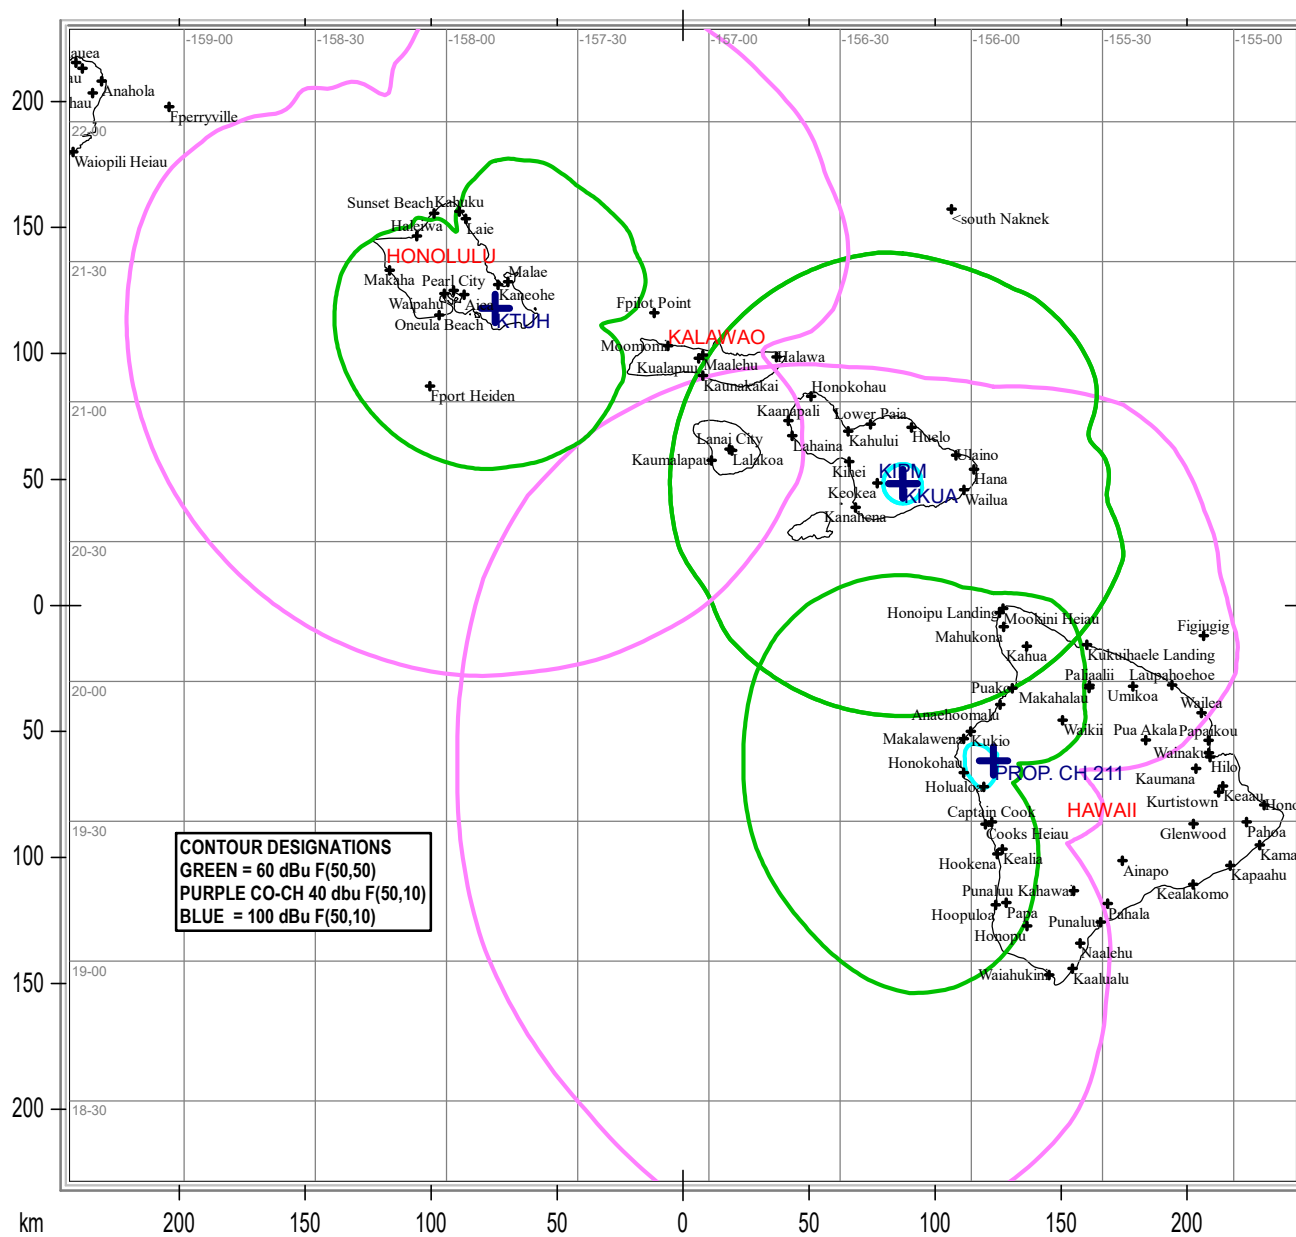 -159-00
-158-30
-158-00
-157-30
-157-00
-156-30
-156-00
-155-30
-155-00
auea
au
Anahola
hau
Fperryville
200
22-00
Waiopili Heiau
Sunset Beach
Kahuku
<south Naknek
150
Haleiwa
Laie
HONOLULU
21-30
Makaha
Pearl City
Malae
Waipahu
Aiea
Kaneohe
Fpilot Point
Oneula Beach
KTUH
KALAWAO
100
Moomomi
Maalehu
Halawa
Kualapuu
Kaunakakai
Fport Heiden
Honokohau
21-00
Kaanapali
Lower Paia
Lanai City
Lahaina
Kahului
Huelo
Kaumalapau
Lalakoa
Kihei
KIPM
Ulaino
50
Hana
Keokea
KKUA
Wailua
Kanahena
20-30
0
Honoipu Landing
Mookini Heiau
Figiugig
Mahukona
Kahua
Kukuihaele Landing
20-00
Puako
Paliaalii
Laupahoehoe
Makahalau
Umikoa
Wailea
Anaehoomalu
Waikii
Pua Akala
Papaikou
50
Makalawena
Kukio
Wainaku
Honokohau
PROP. CH 211
Hilo
Kaumana
Holualoa
Keaau
Kurtistown
Hono
HAWAII
19-30
Captain Cook
Cooks Heiau
Glenwood
Pahoa
CONTOUR DESIGNATIONS
GREEN = 60 dBu F(50,50)
PURPLE CO-CH 40 dbu F(50,10)
BLUE  = 100 dBu F(50,10)
100
Hookena
Kealia
Kama
Ainapo
Kapaahu
Punaluu Kahawai
Kealakomo
Hoopuloa
Papa
Pahala
Honopu
Punaluu
Naalehu
19-00
Waiahukini
Kaalualu
150
200
18-30
km
200
150
100
50
0
50
100
150
200